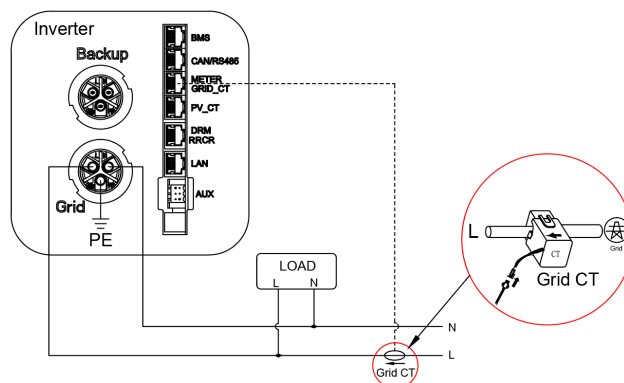 Inverter
Backup
BMS
CAN/RS485
METER
GRID_CT
PV_CT
DRM
RRCR
LAN
AUX
Grid
PE
LOAD
L N
N
L
Grid CT
L
CT
Grid
Grid CT